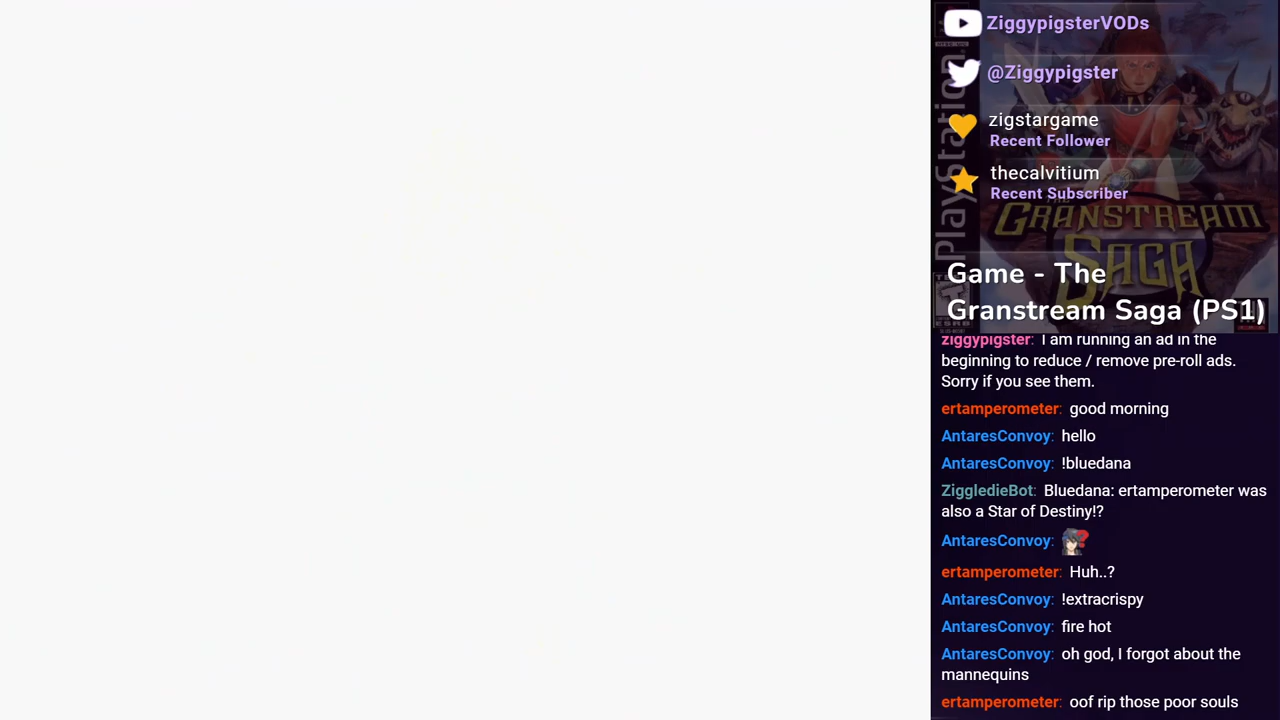 ZiggypigsterVODs
@Ziggypigster
zigstargame
Recent Follower
thecalvitium
Recent Subscriber
PlayStation
GRANSTREAM
SAGA
Game - The
Granstream Saga (PS1)
ziggypigster: I am running an ad in the
beginning to reduce / remove pre-roll ads.
Sorry if you see them.
ertamperometer: good morning
AntaresConvoy: hello
AntaresConvoy: !bluedana
ZiggledieBot: Bluedana: ertamperometer was
also a Star of Destiny!?
AntaresConvoy:
ertamperometer: Huh..?
AntaresConvoy: !extracrispy
AntaresConvoy: fire hot
AntaresConvoy: oh god, I forgot about the
mannequins
ertamperometer: oof rip those poor souls